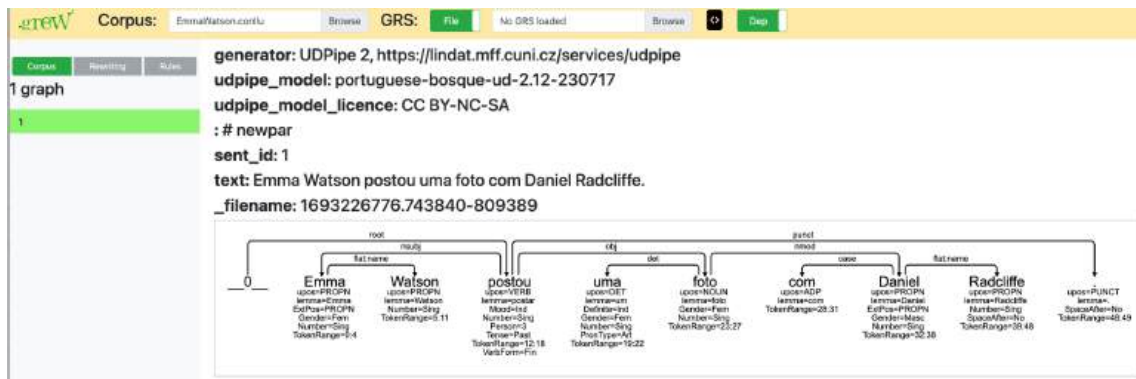 .grew Corpus: EmmaWatson.conllu Browse GRS: File No GRS loaded Browse <> Dep
Corpus Rewriting Rules
1 graph
1
generator: UDPipe 2, https://lindat.mff.cuni.cz/services/udpipe
udpipe_model: portuguese-bosque-ud-2.12-230717
udpipe_model_licence: CC BY-NC-SA
: # newpar
sent_id: 1
text: Emma Watson postou uma foto com Daniel Radcliffe.
_filename: 1693226776.743840-809389
root punct
nsubj obj nmod
flat:name det case flat:name
__0__ Emma Watson postou uma foto com Daniel Radcliffe .
upos=PROPN upos=PROPN upos=VERB upos=DET upos=NOUN upos=ADP upos=PROPN upos=PROPN upos=PUNCT
lemma=Emma lemma=Watson lemma=postar lemma=um lemma=foto lemma=com lemma=Daniel lemma=Radcliffe lemma=.
ExtPos=PROPN Number=Sing Mood=Ind Definite=Ind Gender=Fem TokenRange=28:31 ExtPos=PROPN Number=Sing SpaceAfter=No
Gender=Fem TokenRange=5:11 Number=Sing Gender=Fem Number=Sing Gender=Masc SpaceAfter=No TokenRange=48:49
Number=Sing Person=3 Number=Sing TokenRange=23:27 Number=Sing TokenRange=39:48
TokenRange=0:4 Tense=Past PronType=Art TokenRange=32:38
TokenRange=12:18 TokenRange=19:22
VerbForm=Fin